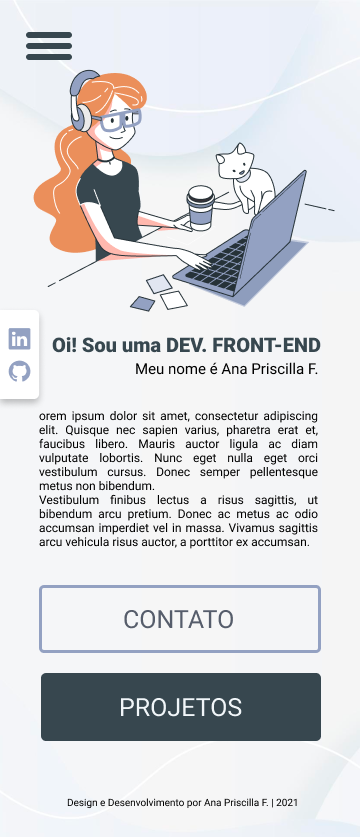 in
Oi! Sou uma DEV. FRONT-END
Meu nome é Ana Priscilla F.
orem ipsum dolor sit amet, consectetur adipiscing
elit. Quisque nec sapien varius, pharetra erat et,
faucibus libero. Mauris auctor ligula ac diam
vulputate lobortis. Nunc eget nulla eget orci
vestibulum cursus. Donec semper pellentesque
metus non bibendum.
Vestibulum finibus lectus a risus sagittis, ut
bibendum arcu pretium. Donec ac metus ac odio
accumsan imperdiet vel in massa. Vivamus sagittis
arcu vehicula risus auctor, a porttitor ex accumsan.
CONTATO
PROJETOS
Design e Desenvolvimento por Ana Priscilla F. | 2021